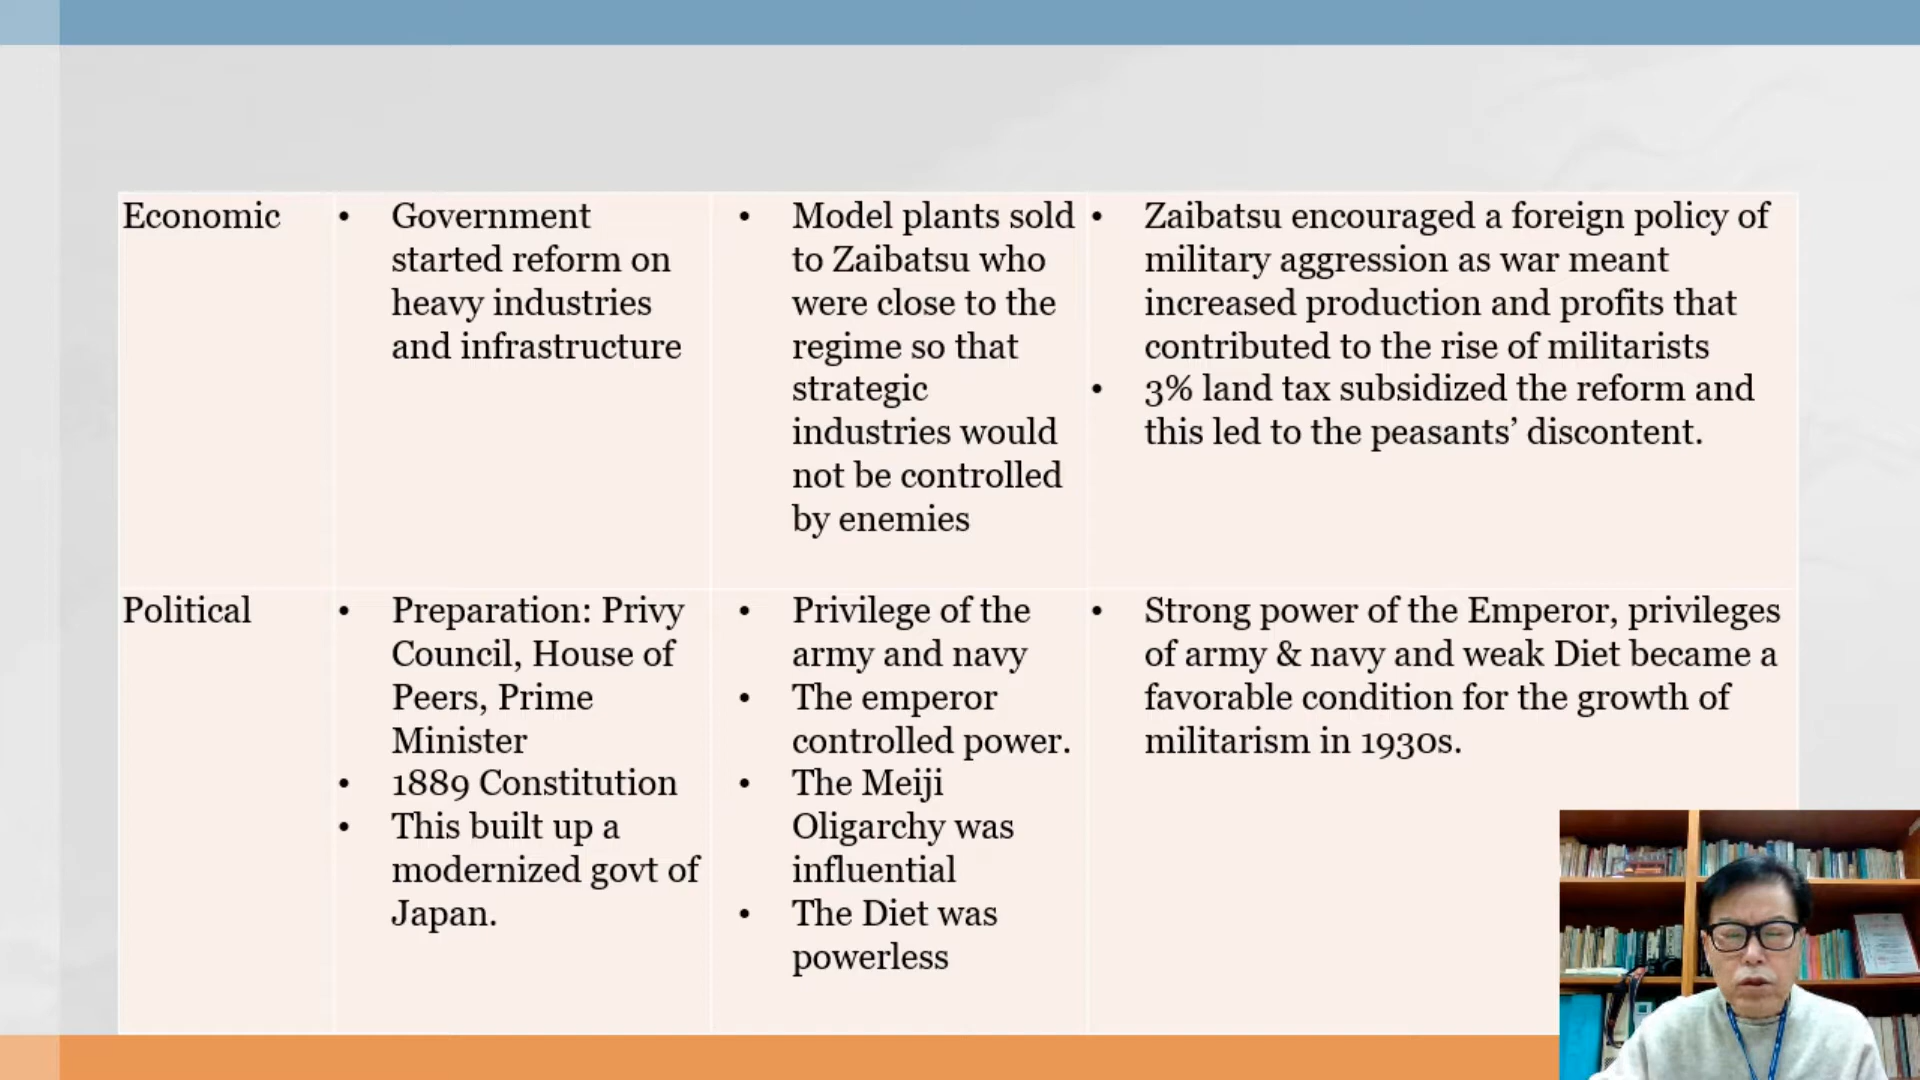 Economic
• Government
started reform on
heavy industries
and infrastructure
• Model plants sold
to Zaibatsu who
were close to the
regime so that
strategic
industries would
not be controlled
by enemies
• Zaibatsu encouraged a foreign policy of
military aggression as war meant
increased production and profits that
contributed to the rise of militarists
• 3% land tax subsidized the reform and
this led to the peasants’ discontent.
Political
• Preparation: Privy
Council, House of
Peers, Prime
Minister
• 1889 Constitution
• This built up a
modernized govt of
Japan.
• Privilege of the
army and navy
• The emperor
controlled power.
• The Meiji
Oligarchy was
influential
• The Diet was
powerless
• Strong power of the Emperor, privileges
of army & navy and weak Diet became a
favorable condition for the growth of
militarism in 1930s.